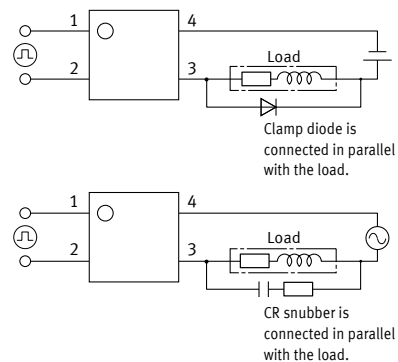 1
4
2
3
Load
Clamp diode is
connected in parallel
with the load.
1
4
2
3
Load
CR snubber is
connected in parallel
with the load.